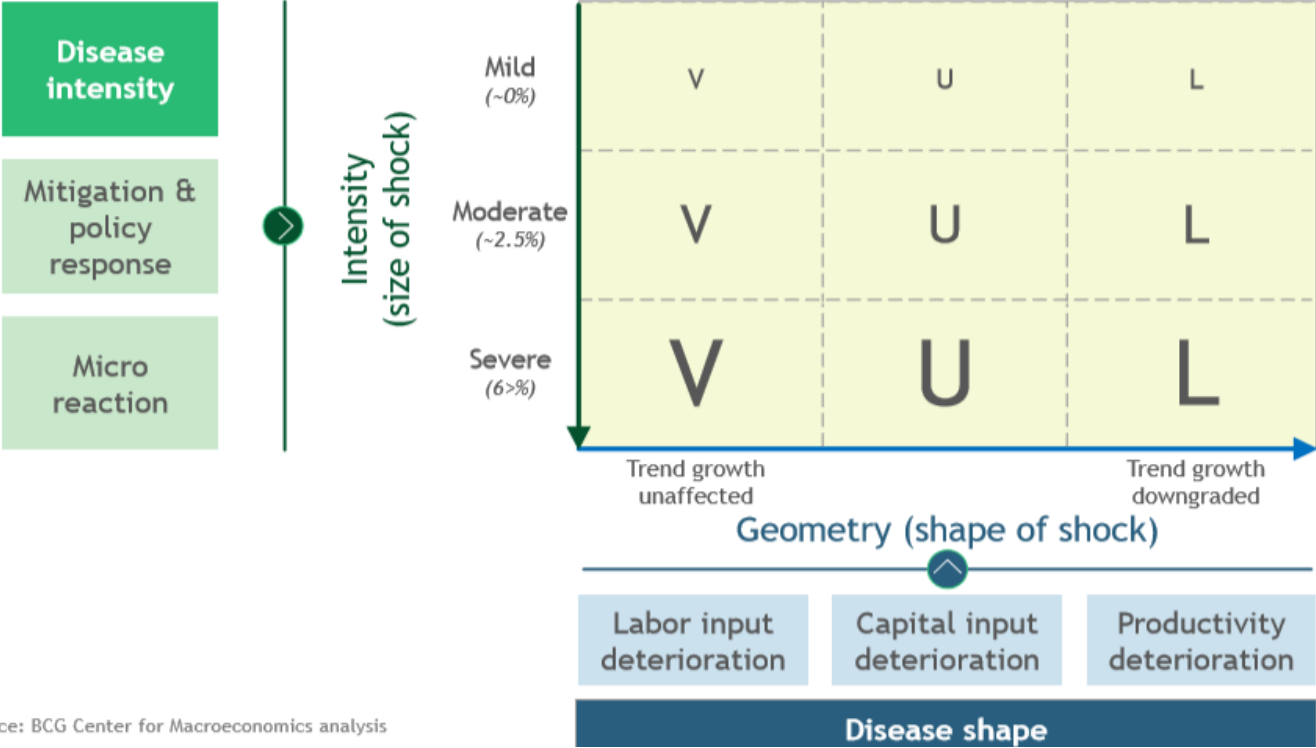 Disease
intensity
Mitigation &
policy
response
Micro
reaction
Intensity
(size of shock)
Mild
(~0%)
V U L
Moderate
(~2.5%)
V U L
Severe
(6>%)
V U L
Trend growth
unaffected
Trend growth
downgraded
Geometry (shape of shock)
Labor input
deterioration
Capital input
deterioration
Productivity
deterioration
Disease shape
ce: BCG Center for Macroeconomics analysis